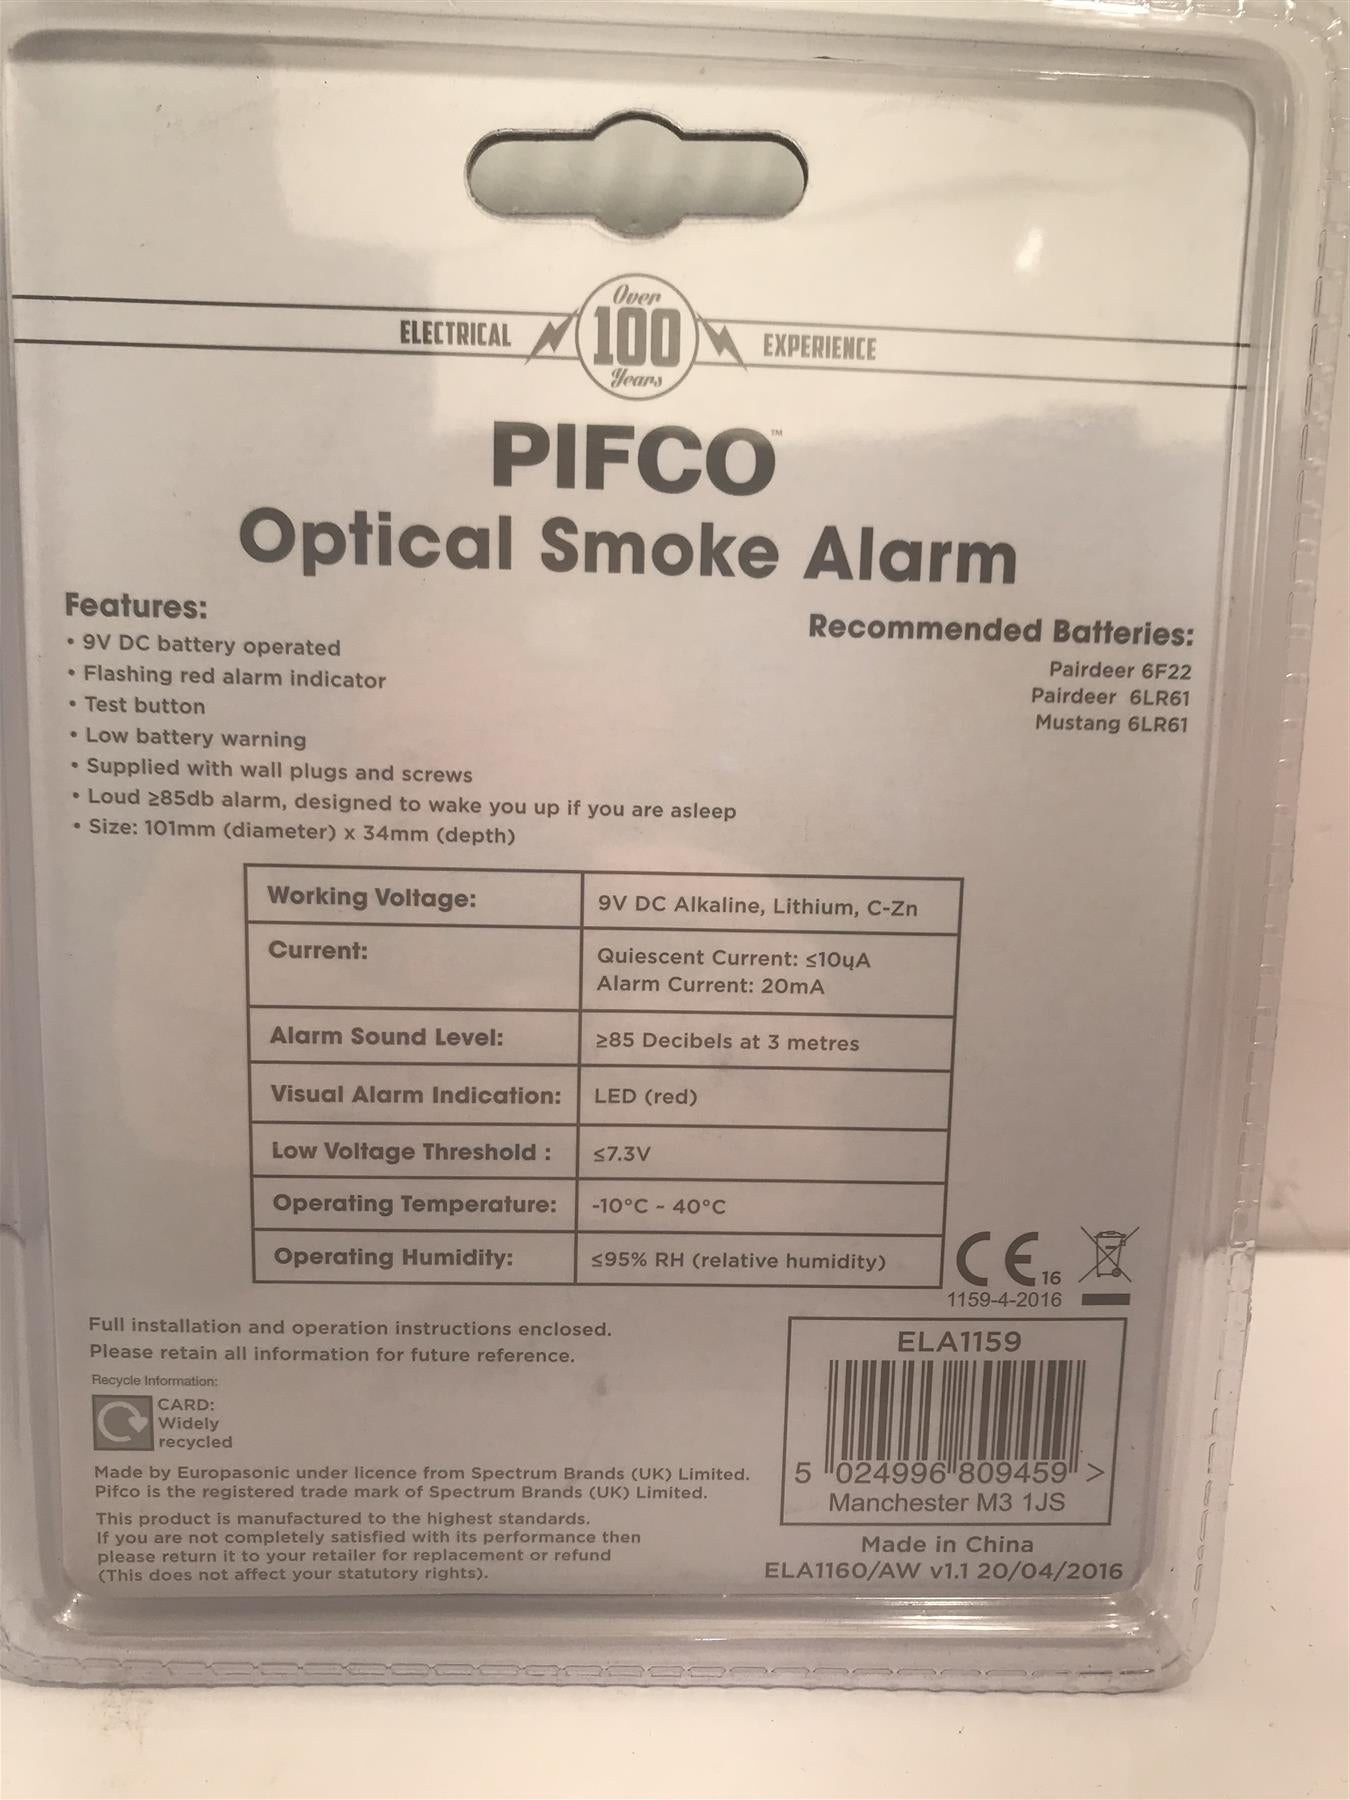 Over
ELECTRICAL 100 EXPERIENCE
Years
PIFCO™
Optical Smoke Alarm
Features:
• 9V DC battery operated
• Flashing red alarm indicator
• Test button
• Low battery warning
• Supplied with wall plugs and screws
• Loud ≥85db alarm, designed to wake you up if you are asleep
• Size: 101mm (diameter) x 34mm (depth)
Recommended Batteries:
Pairdeer 6F22
Pairdeer 6LR61
Mustang 6LR61
Working Voltage: 9V DC Alkaline, Lithium, C-Zn
Current: Quiescent Current: ≤10ųA
Alarm Current: 20mA
Alarm Sound Level: ≥85 Decibels at 3 metres
Visual Alarm Indication: LED (red)
Low Voltage Threshold : ≤7.3V
Operating Temperature: -10°C ~ 40°C
Operating Humidity: ≤95% RH (relative humidity)
CE 16
1159-4-2016
Full installation and operation instructions enclosed.
Please retain all information for future reference.
Recycle Information:
CARD:
Widely
recycled
Made by Europasonic under licence from Spectrum Brands (UK) Limited.
Pifco is the registered trade mark of Spectrum Brands (UK) Limited.
This product is manufactured to the highest standards.
If you are not completely satisfied with its performance then
please return it to your retailer for replacement or refund
(This does not affect your statutory rights).
ELA1159
5 024996 809459 >
Manchester M3 1JS
Made in China
ELA1160/AW v1.1 20/04/2016